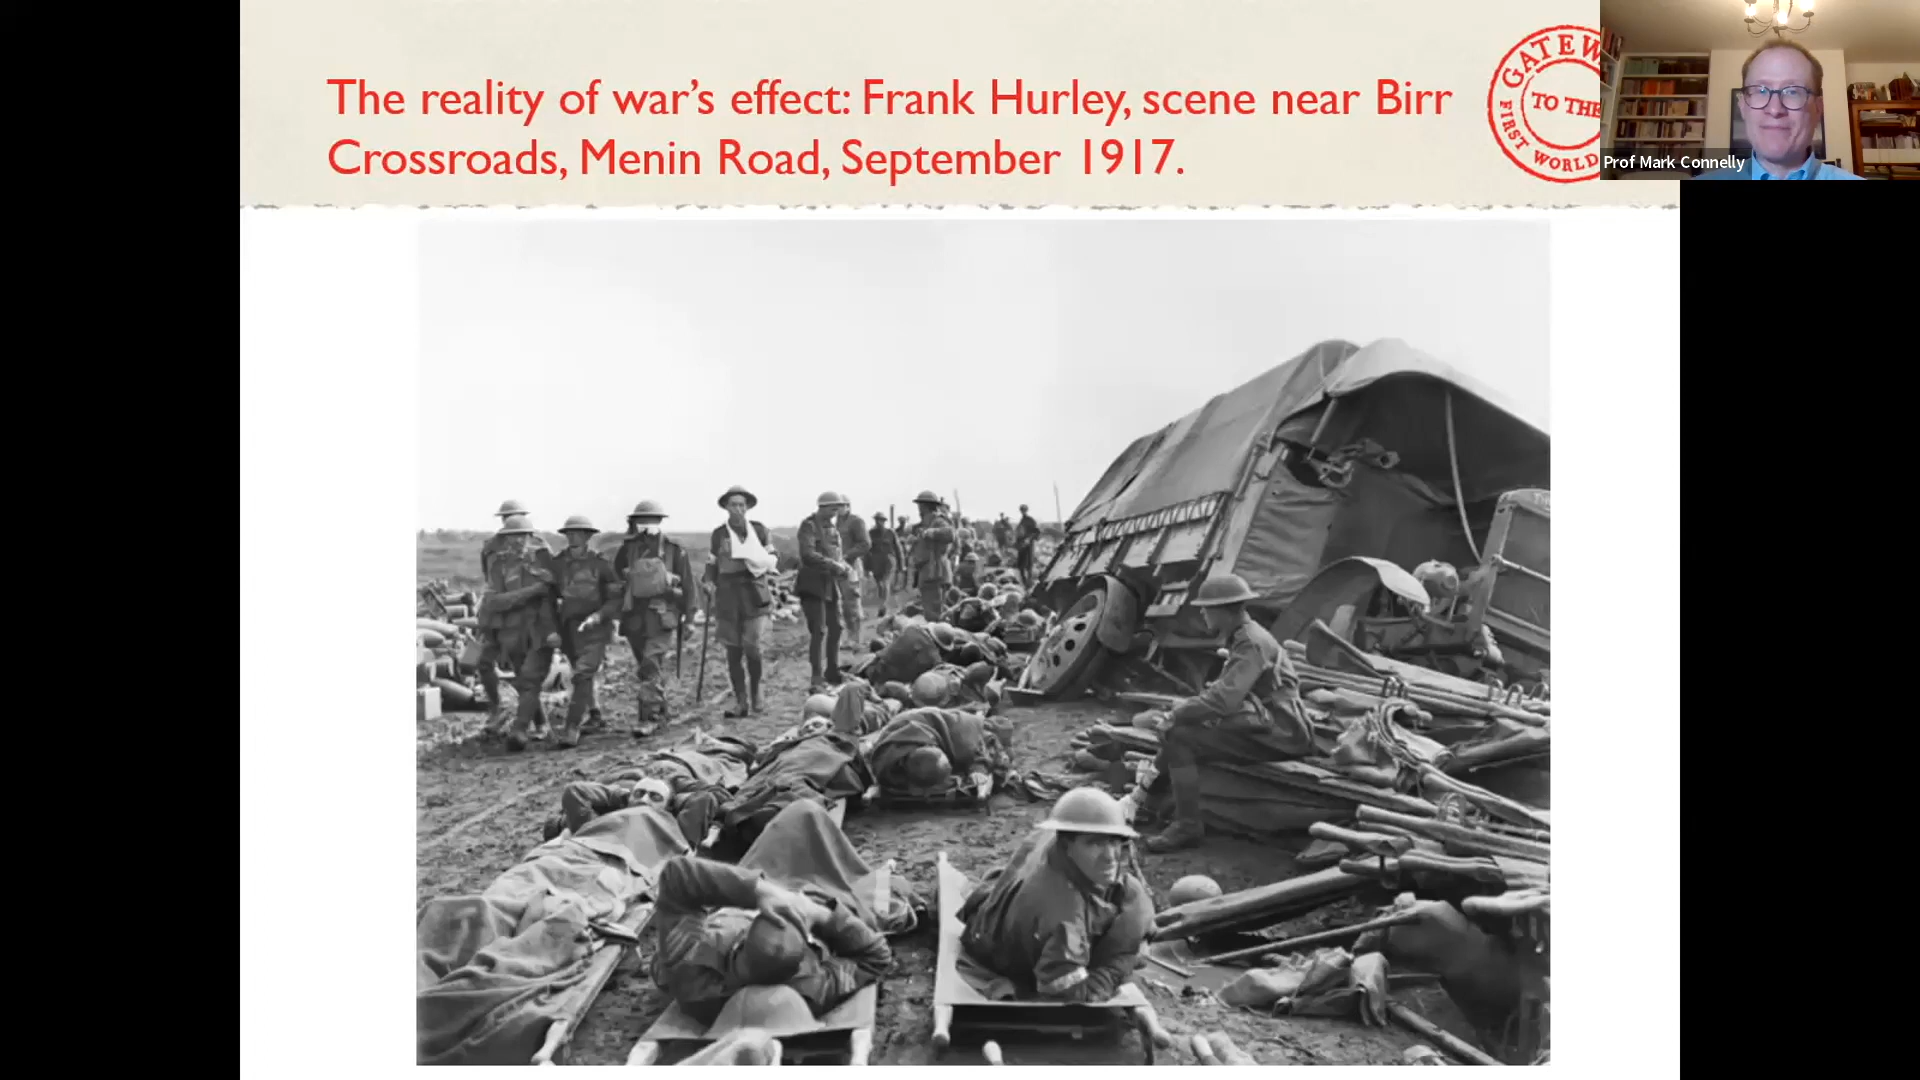 The reality of war’s effect: Frank Hurley, scene near Birr
Crossroads, Menin Road, September 1917.
GATEW
TO THE
FIRST WORLD
Prof Mark Connelly